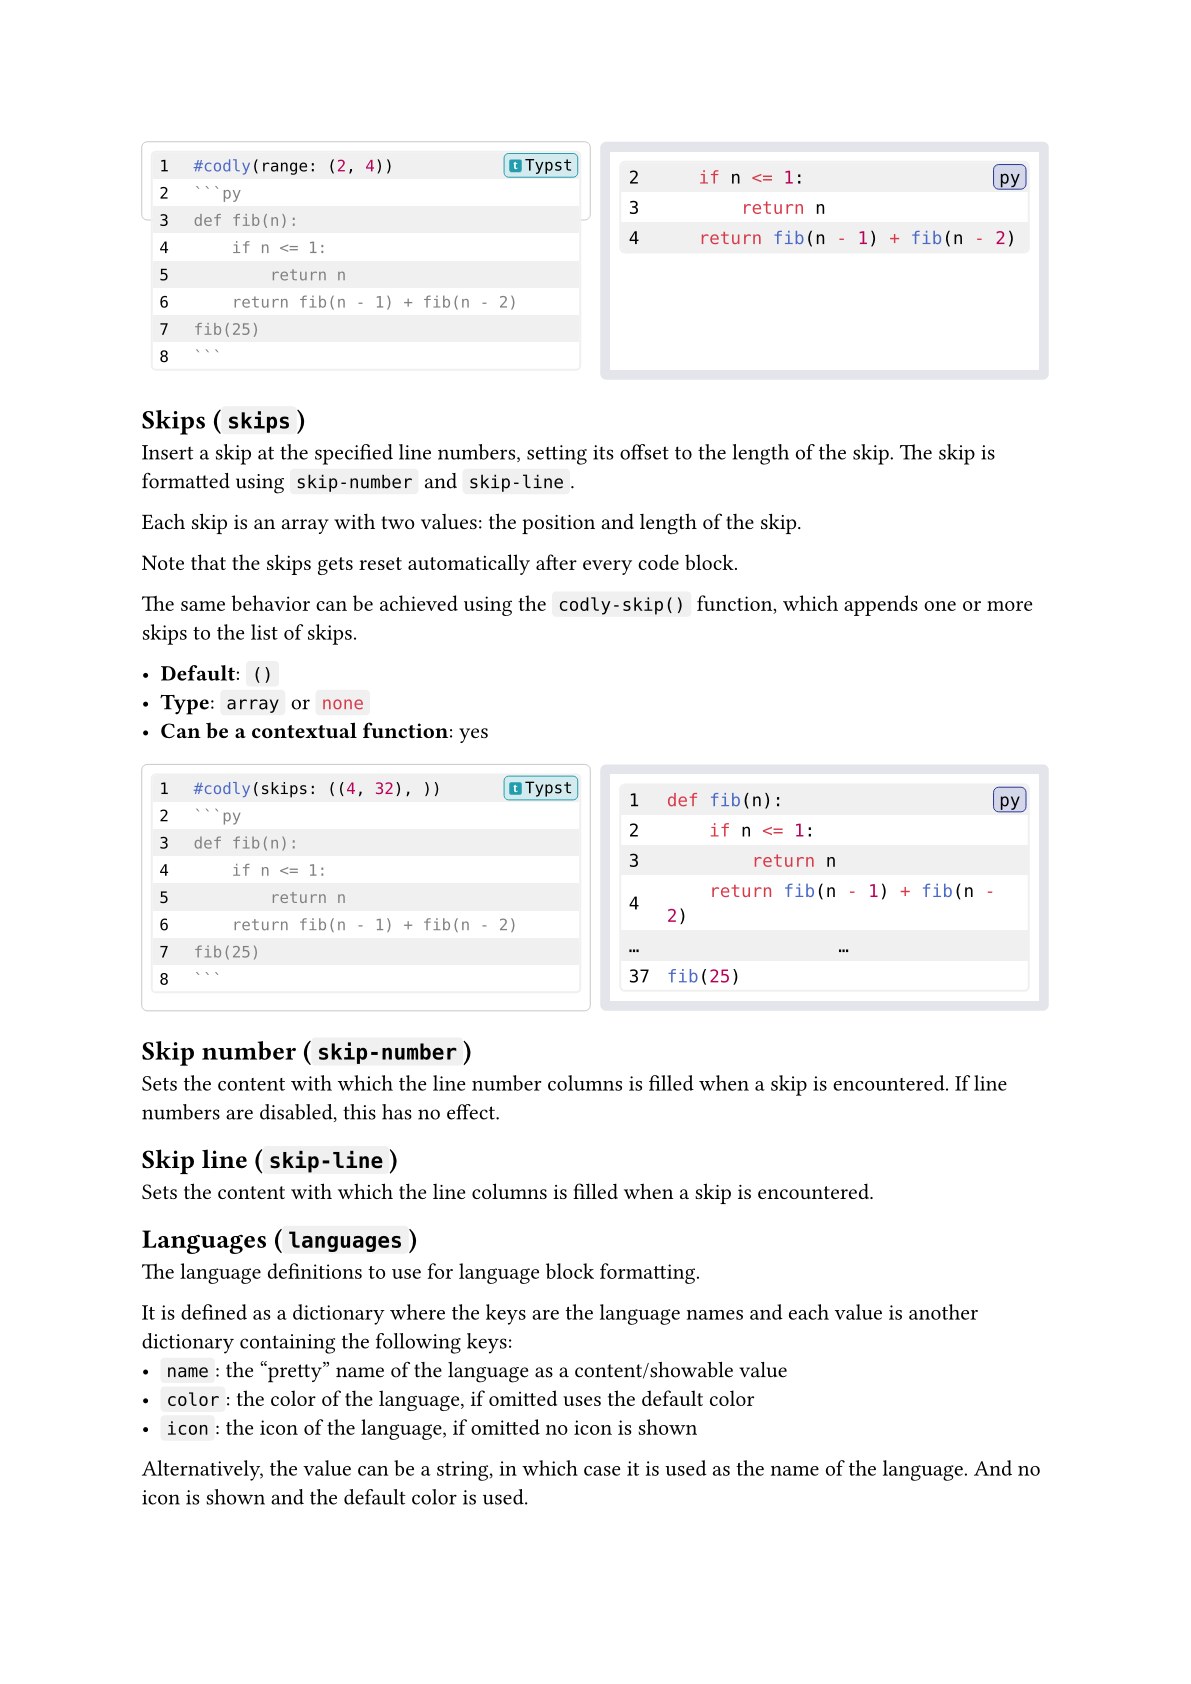 1 #codly(range: (2, 4)) t Typst
2 ```py
3 def fib(n):
4     if n <= 1:
5         return n
6     return fib(n - 1) + fib(n - 2)
7 fib(25)
8 ```
2     if n <= 1: py
3         return n
4     return fib(n - 1) + fib(n - 2)
Skips ( skips )
Insert a skip at the specified line numbers, setting its offset to the length of the skip. The skip is
formatted using skip-number and skip-line .
Each skip is an array with two values: the position and length of the skip.
Note that the skips gets reset automatically after every code block.
The same behavior can be achieved using the codly-skip() function, which appends one or more
skips to the list of skips.
• Default: ()
• Type: array or none
• Can be a contextual function: yes
1 #codly(skips: ((4, 32), )) t Typst
2 ```py
3 def fib(n):
4     if n <= 1:
5         return n
6     return fib(n - 1) + fib(n - 2)
7 fib(25)
8 ```
1 def fib(n): py
2     if n <= 1:
3         return n
4     return fib(n - 1) + fib(n -
2)
… …
37 fib(25)
Skip number ( skip-number )
Sets the content with which the line number columns is filled when a skip is encountered. If line
numbers are disabled, this has no effect.
Skip line ( skip-line )
Sets the content with which the line columns is filled when a skip is encountered.
Languages ( languages )
The language definitions to use for language block formatting.
It is defined as a dictionary where the keys are the language names and each value is another
dictionary containing the following keys:
• name : the “pretty” name of the language as a content/showable value
• color : the color of the language, if omitted uses the default color
• icon : the icon of the language, if omitted no icon is shown
Alternatively, the value can be a string, in which case it is used as the name of the language. And no
icon is shown and the default color is used.